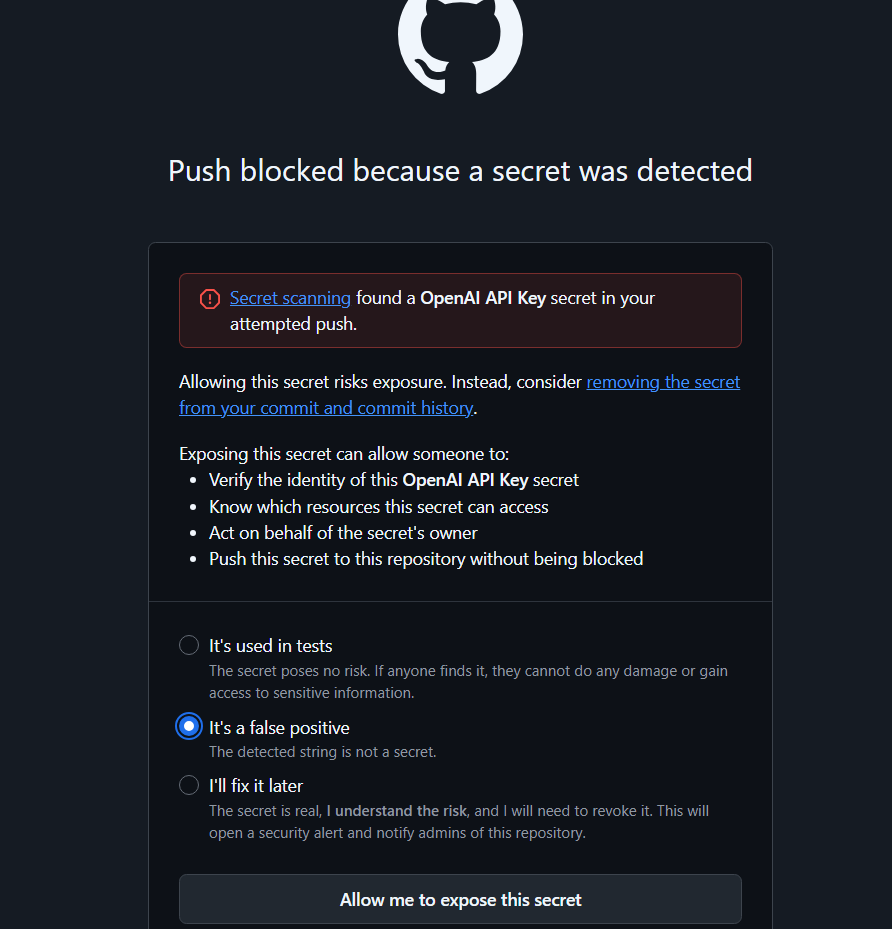 Push blocked because a secret was detected
Secret scanning found a OpenAI API Key secret in your
attempted push.
Allowing this secret risks exposure. Instead, consider removing the secret
from your commit and commit history.
Exposing this secret can allow someone to:
• Verify the identity of this OpenAI API Key secret
• Know which resources this secret can access
• Act on behalf of the secret's owner
• Push this secret to this repository without being blocked
It's used in tests
The secret poses no risk. If anyone finds it, they cannot do any damage or gain
access to sensitive information.
It's a false positive
The detected string is not a secret.
I'll fix it later
The secret is real, I understand the risk, and I will need to revoke it. This will
open a security alert and notify admins of this repository.
Allow me to expose this secret